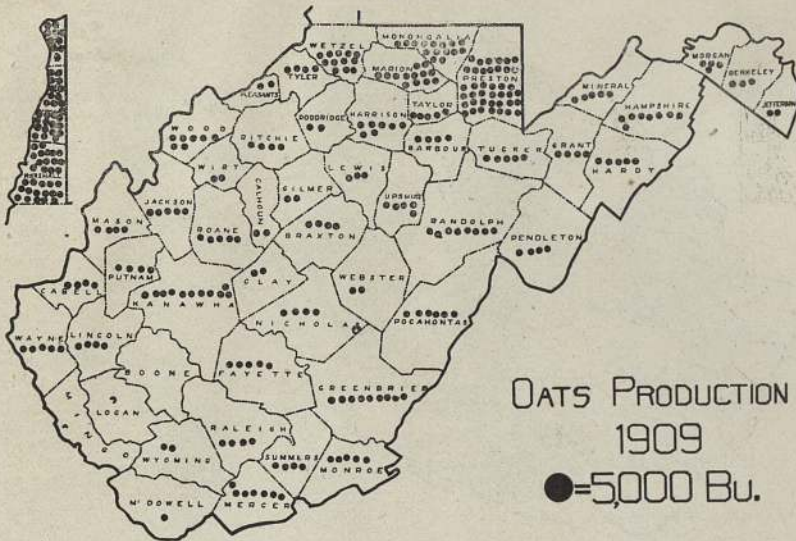 MONONGALIA
WETZEL
MARION
PRESTON
TYLER
PLEASANTS
MORGAN
BERKELEY
JEFFERSON
MINERAL
HAMPSHIRE
TAYLOR
HARRISON
DODDRIDGE
WOOD
RITCHIE
BARBOUR
TUCKER
GRANT
HARDY
MARSHALL
WIRT
LEWIS
GILMER
CALHOUN
UPSHUR
JACKSON
ROANE
MASON
BRAXTON
RANDOLPH
PENDLETON
PUTNAM
CLAY
WEBSTER
CABELL
KANAWHA
NICHOLAS
POCAHONTAS
WAYNE
LINCOLN
BOONE
FAYETTE
GREENBRIER
LOGAN
MINGO
RALEIGH
WYOMING
SUMMERS
MONROE
McDOWELL
MERCER
OATS PRODUCTION
1909
=5,000 BU.